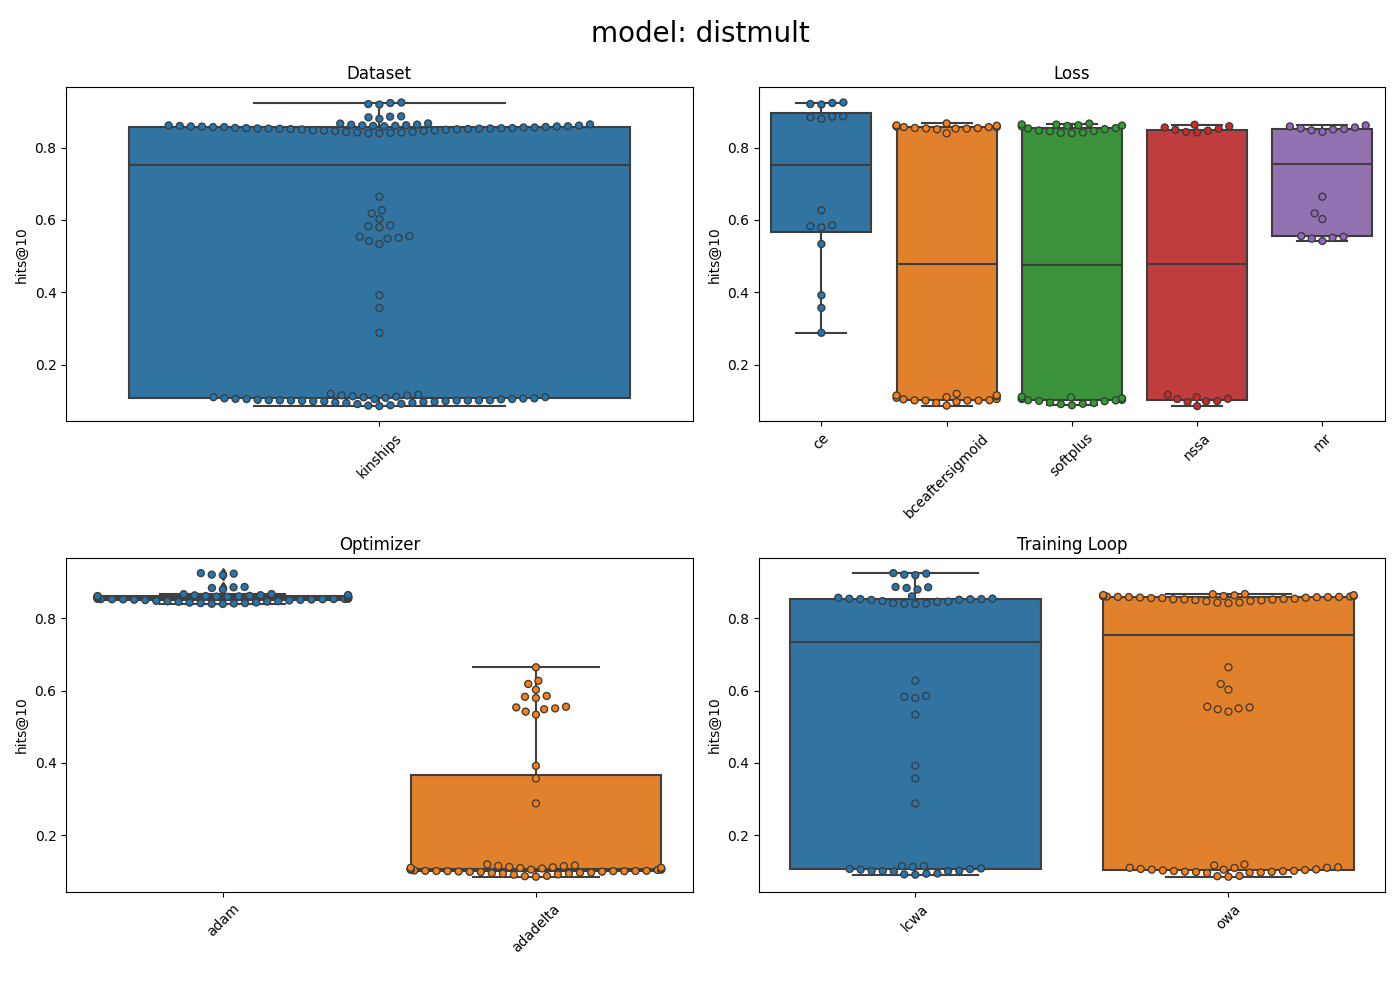 model: distmult
Dataset
Loss
hits@10
0.8
0.6
0.4
0.2
kinships
hits@10
0.8
0.6
0.4
0.2
ce
bceaftersigmoid
softplus
nssa
mr
Optimizer
Training Loop
hits@10
0.8
0.6
0.4
0.2
adam
adadelta
hits@10
0.8
0.6
0.4
0.2
lcwa
owa